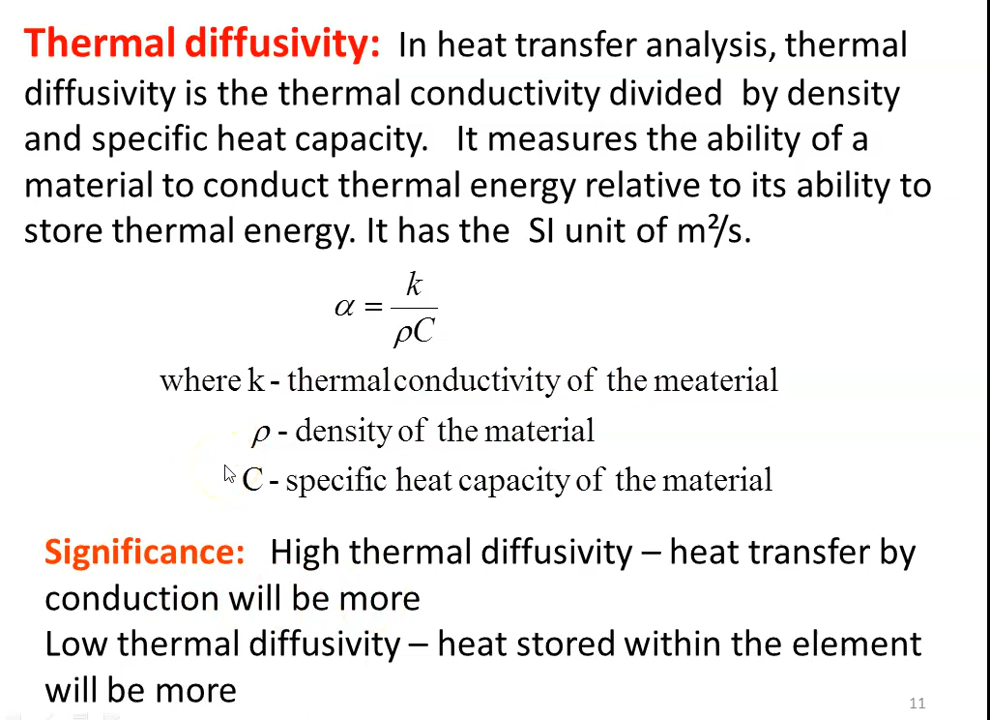 Thermal diffusivity: In heat transfer analysis, thermal
diffusivity is the thermal conductivity divided by density
and specific heat capacity. It measures the ability of a
material to conduct thermal energy relative to its ability to
store thermal energy. It has the SI unit of m²/s.
α = k / ρC
where k - thermal conductivity of the meaterial
ρ - density of the material
C - specific heat capacity of the material
Significance: High thermal diffusivity – heat transfer by
conduction will be more
Low thermal diffusivity – heat stored within the element
will be more
11